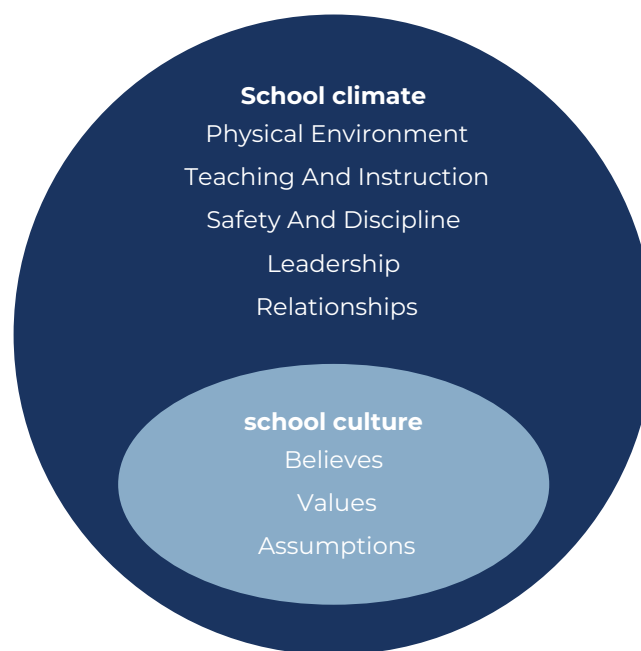 School climate
Physical Environment
Teaching And Instruction
Safety And Discipline
Leadership
Relationships
school culture
Believes
Values
Assumptions